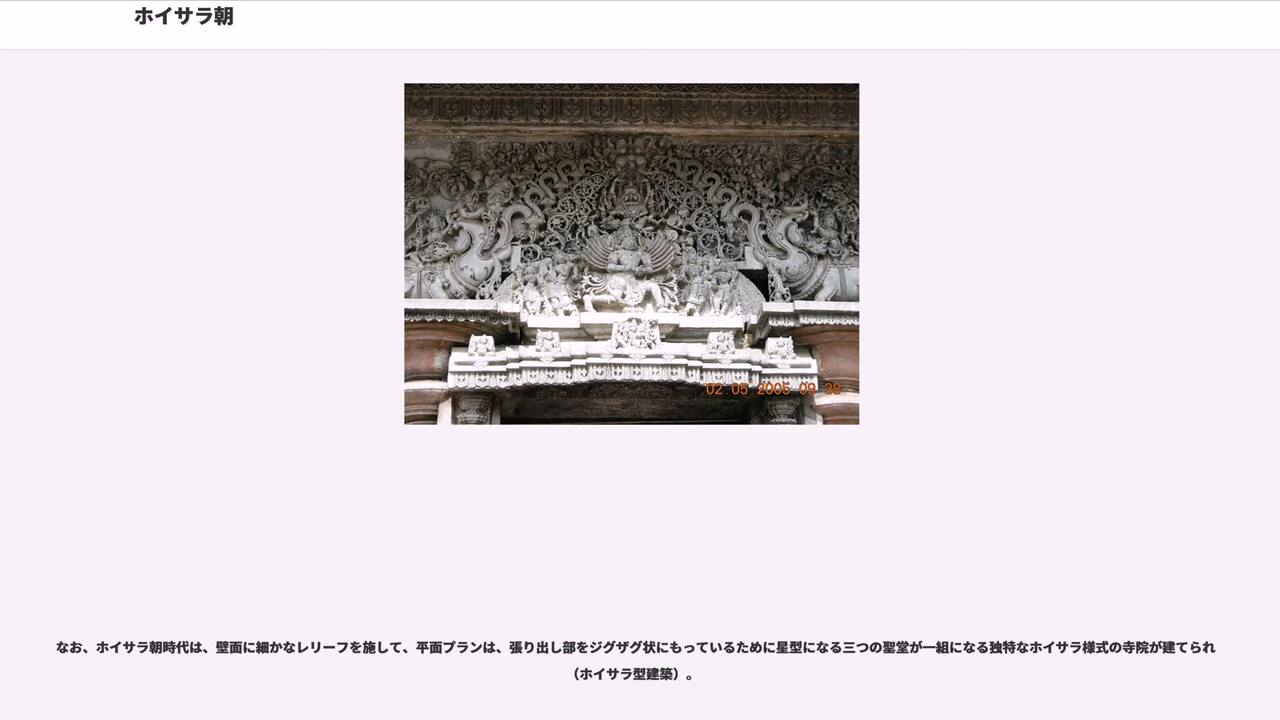 ホイサラ朝
02 05 2005 09 38
なお、ホイサラ朝時代は、壁面に細かなレリーフを施して、平面プランは、張り出し部をジグザグ状にもっているために星型になる三つの聖堂が一組になる独特なホイサラ様式の寺院が建てられ
（ホイサラ型建築）。